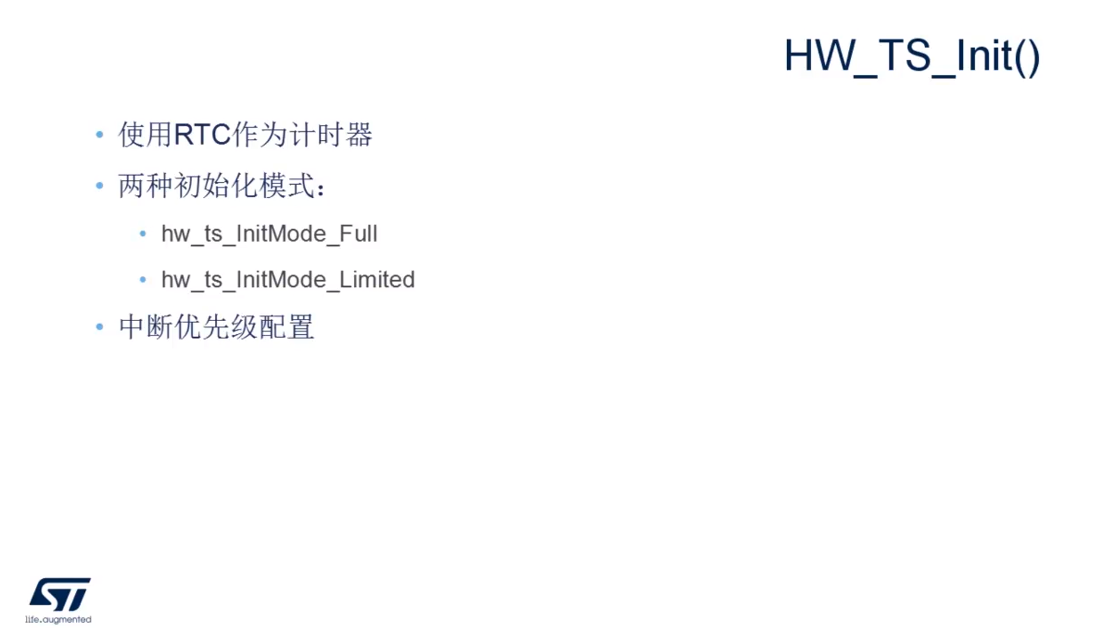 HW_TS_Init()
• 使用RTC作为计时器
• 两种初始化模式：
• hw_ts_InitMode_Full
• hw_ts_InitMode_Limited
• 中断优先级配置
ST
life.augmented